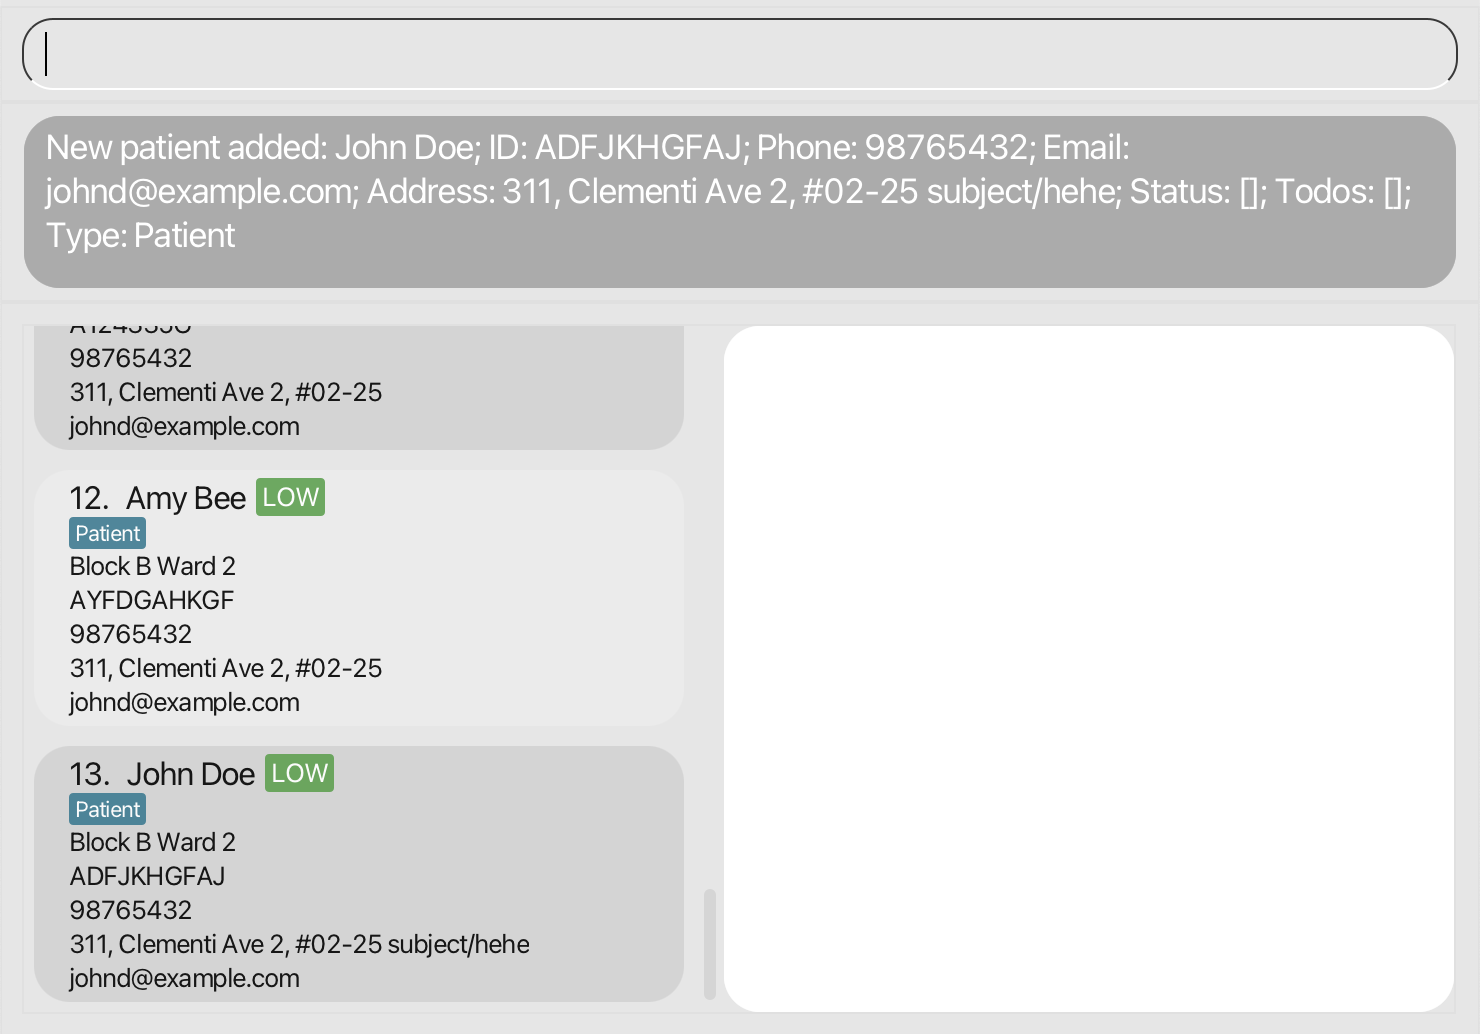 New patient added: John Doe; ID: ADFJKHGFAJ; Phone: 98765432; Email:
johnd@example.com; Address: 311, Clementi Ave 2, #02-25 subject/hehe; Status: []; Todos: [];
Type: Patient
98765432
311, Clementi Ave 2, #02-25
johnd@example.com
12. Amy Bee LOW
Patient
Block B Ward 2
AYFDGAHKGF
98765432
311, Clementi Ave 2, #02-25
johnd@example.com
13. John Doe LOW
Patient
Block B Ward 2
ADFJKHGFAJ
98765432
311, Clementi Ave 2, #02-25 subject/hehe
johnd@example.com